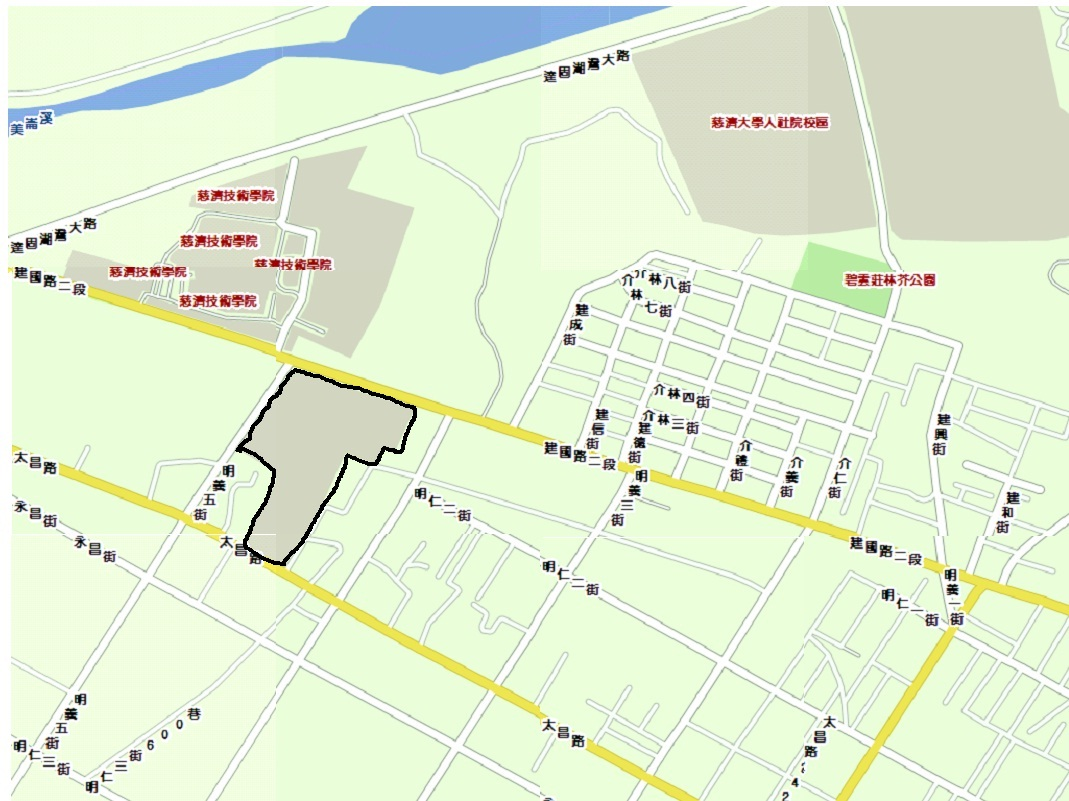 達固湖灣大路
慈濟大學人社院校區
美崙溪
慈濟技術學院
達固湖灣大路
慈濟技術學院
慈濟技術學院
慈濟技術學院
建國路二段
慈濟技術學院
介林八街
碧雲莊林芥公園
介林七街
建成街
介林四街
建信街
介林三街
建德街
建興街
建國路二段
介禮街
介義街
介仁街
太昌路
明義五街
明仁二街
明義三街
建和街
永昌街
永昌街
太昌路
建國路二段
明仁二街
明義一街
明仁一街
明義五街
明仁三街600巷
太昌路
太昌路242
明仁三街